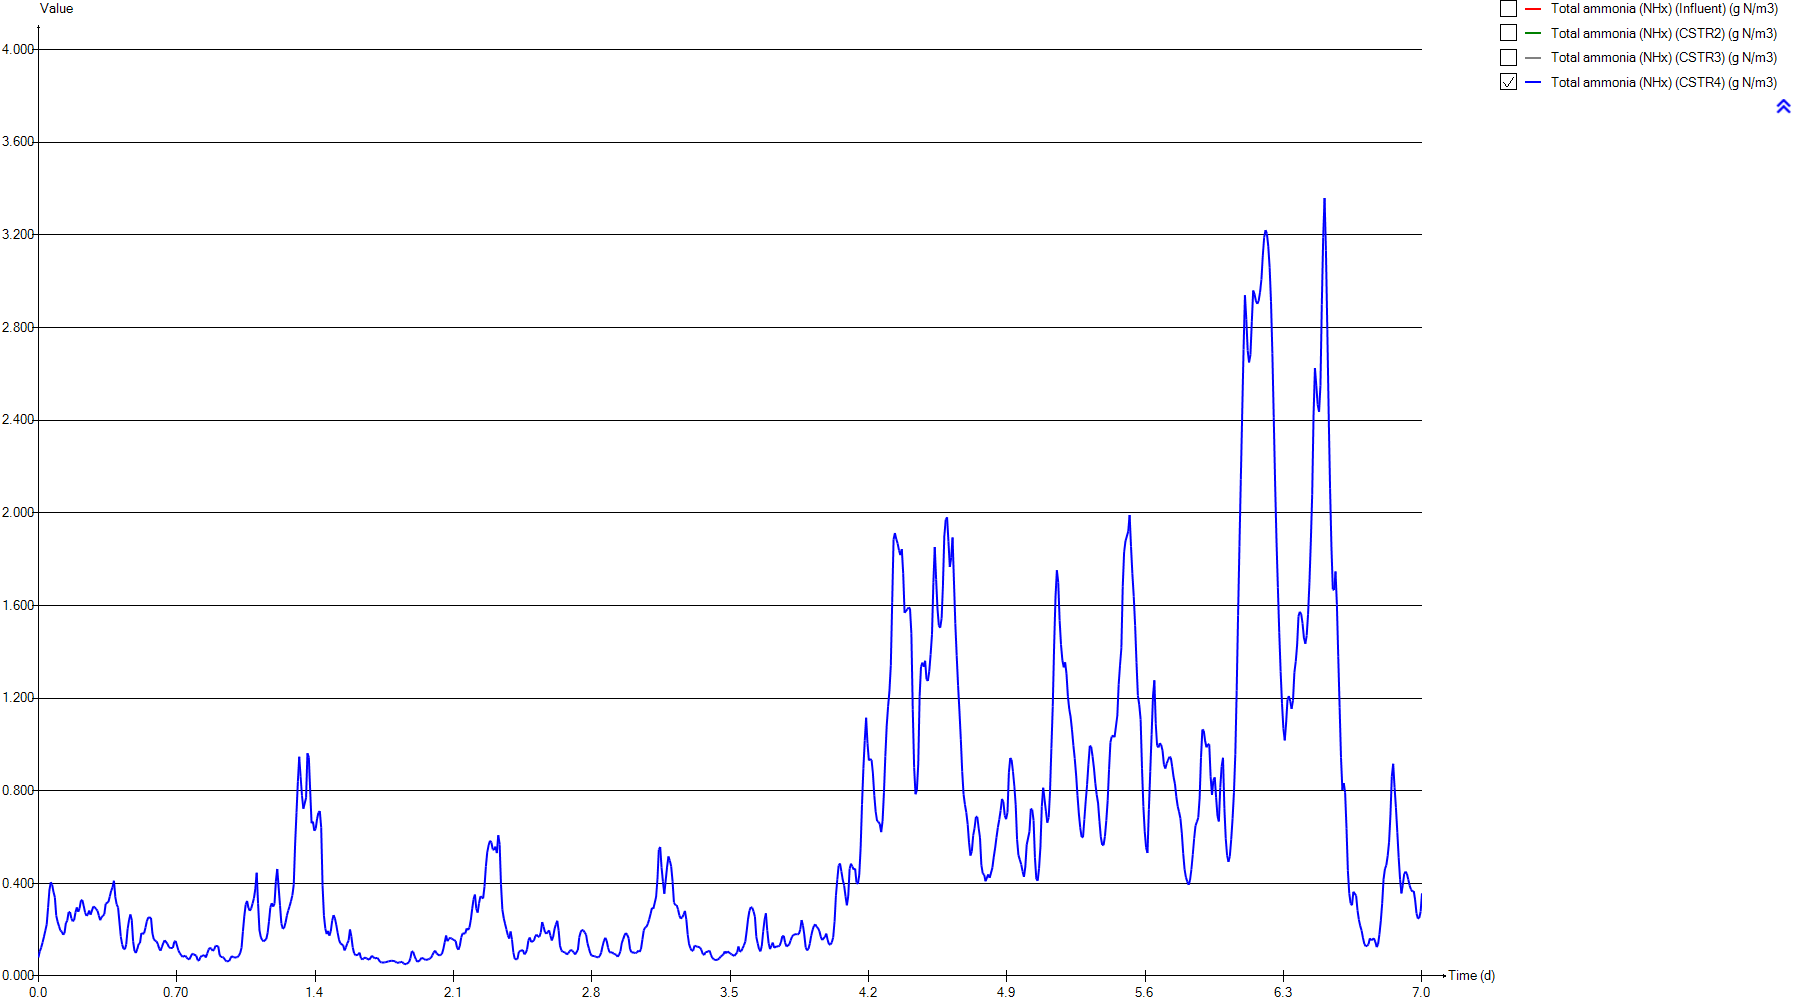 Value
Total ammonia (NHx) (Influent) (g N/m3)
Total ammonia (NHx) (CSTR2) (g N/m3)
Total ammonia (NHx) (CSTR3) (g N/m3)
Total ammonia (NHx) (CSTR4) (g N/m3)
4.000
3.600
3.200
2.800
2.400
2.000
1.600
1.200
0.800
0.400
0.000
0.0 0.70 1.4 2.1 2.8 3.5 4.2 4.9 5.6 6.3 7.0
Time (d)